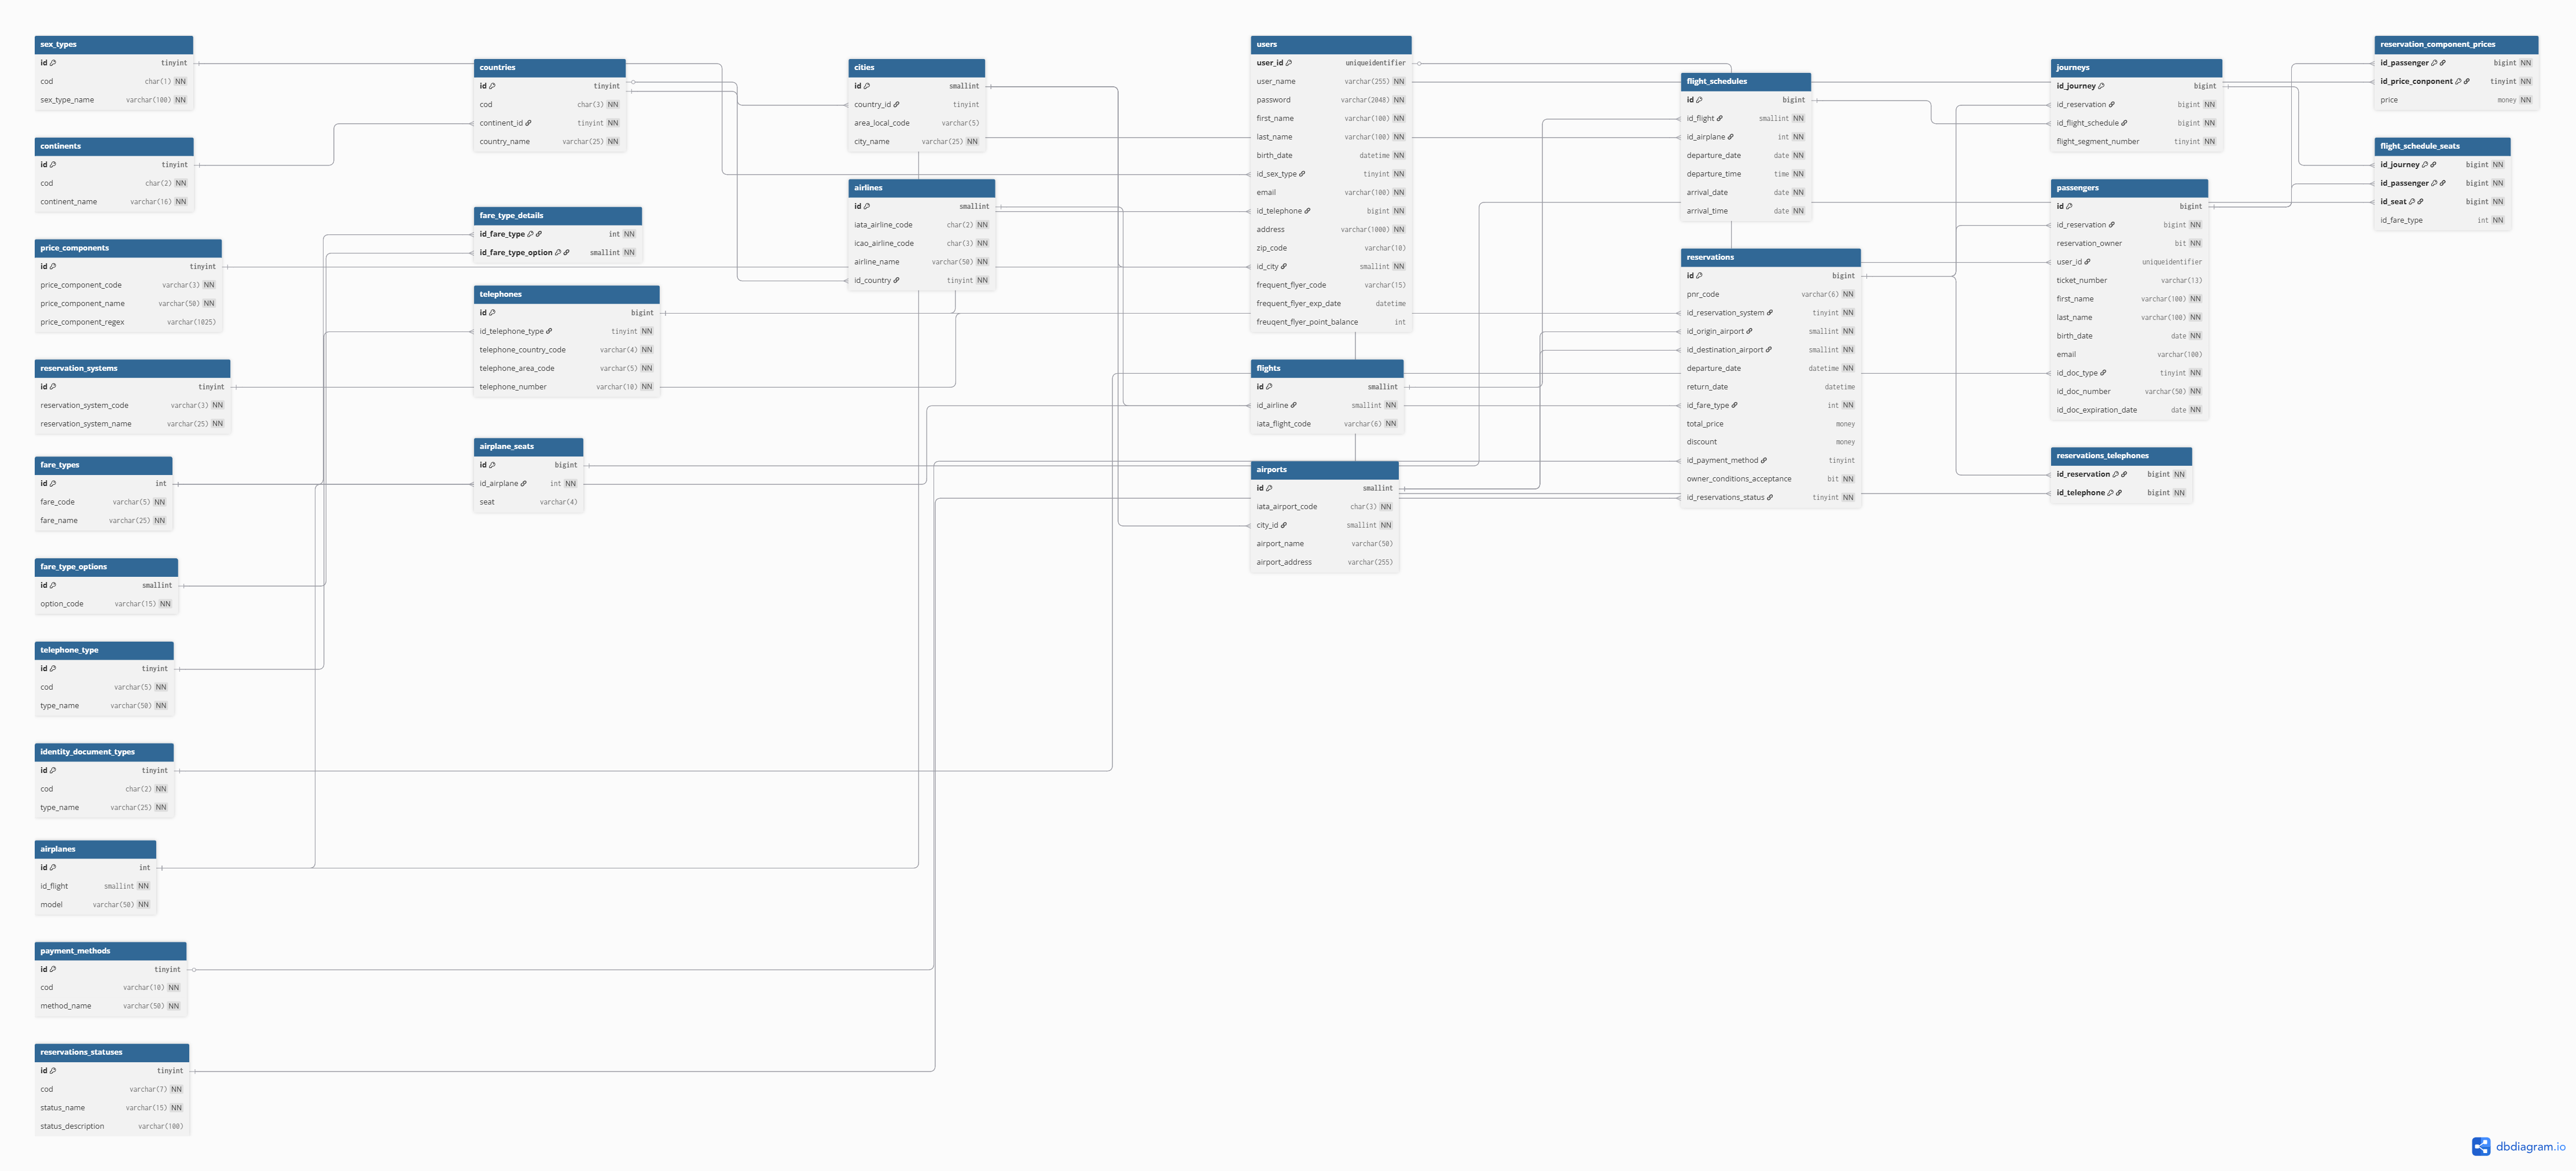 sex_types
id tinyint
cod char(1) NN
sex_type_name varchar(100) NN
continents
id tinyint
cod char(2) NN
continent_name varchar(16) NN
price_components
id tinyint
price_component_code varchar(3) NN
price_component_name varchar(50) NN
price_component_regex varchar(1025)
reservation_systems
id tinyint
reservation_system_code varchar(3) NN
reservation_system_name varchar(25) NN
fare_types
id int
fare_code varchar(5) NN
fare_name varchar(25) NN
fare_type_options
id smallint
option_code varchar(15) NN
telephone_type
id tinyint
cod varchar(5) NN
type_name varchar(50) NN
identity_document_types
id tinyint
cod char(2) NN
type_name varchar(25) NN
airplanes
id int
id_flight smallint NN
model varchar(50) NN
payment_methods
id tinyint
cod varchar(10) NN
method_name varchar(50) NN
reservations_statuses
id tinyint
cod varchar(7) NN
status_name varchar(15) NN
status_description varchar(100)
countries
id tinyint
cod char(3) NN
continent_id tinyint NN
country_name varchar(25) NN
fare_type_details
id_fare_type int NN
id_fare_type_option smallint NN
telephones
id bigint
id_telephone_type tinyint NN
telephone_country_code varchar(4) NN
telephone_area_code varchar(5) NN
telephone_number varchar(10) NN
airplane_seats
id bigint
id_airplane int NN
seat varchar(4)
cities
id smallint
country_id tinyint
area_local_code varchar(5)
city_name varchar(25) NN
airlines
id smallint
iata_airline_code char(2) NN
icao_airline_code char(3) NN
airline_name varchar(50) NN
id_country tinyint NN
users
user_id uniqueidentifier
user_name varchar(255) NN
password varchar(2048) NN
first_name varchar(100) NN
last_name varchar(100) NN
birth_date datetime NN
id_sex_type tinyint NN
email varchar(100) NN
id_telephone bigint NN
address varchar(1000) NN
zip_code varchar(10)
id_city smallint NN
frequent_flyer_code varchar(15)
frequent_flyer_exp_date datetime
freuqent_flyer_point_balance int
flights
id smallint
id_airline smallint NN
iata_flight_code varchar(6) NN
airports
id smallint
iata_airport_code char(3) NN
city_id smallint NN
airport_name varchar(50)
airport_address varchar(255)
flight_schedules
id bigint
id_flight smallint NN
id_airplane int NN
departure_date date NN
departure_time time NN
arrival_date date NN
arrival_time date NN
reservations
id bigint
pnr_code varchar(6) NN
id_reservation_system tinyint NN
id_origin_airport smallint NN
id_destination_airport smallint NN
departure_date datetime NN
return_date datetime
id_fare_type int NN
total_price money
discount money
id_payment_method tinyint
owner_conditions_acceptance bit NN
id_reservations_status tinyint NN
journeys
id_journey bigint
id_reservation bigint NN
id_flight_schedule bigint NN
flight_segment_number tinyint NN
passengers
id bigint
id_reservation bigint NN
reservation_owner bit NN
user_id uniqueidentifier
ticket_number varchar(13)
first_name varchar(100) NN
last_name varchar(100) NN
birth_date date NN
email varchar(100)
id_doc_type tinyint NN
id_doc_number varchar(50) NN
id_doc_expiration_date date NN
reservations_telephones
id_reservation bigint NN
id_telephone bigint NN
reservation_component_prices
id_passenger bigint NN
id_price_conponent tinyint NN
price money NN
flight_schedule_seats
id_journey bigint NN
id_passenger bigint NN
id_seat bigint NN
id_fare_type int NN
dbdiagram.io